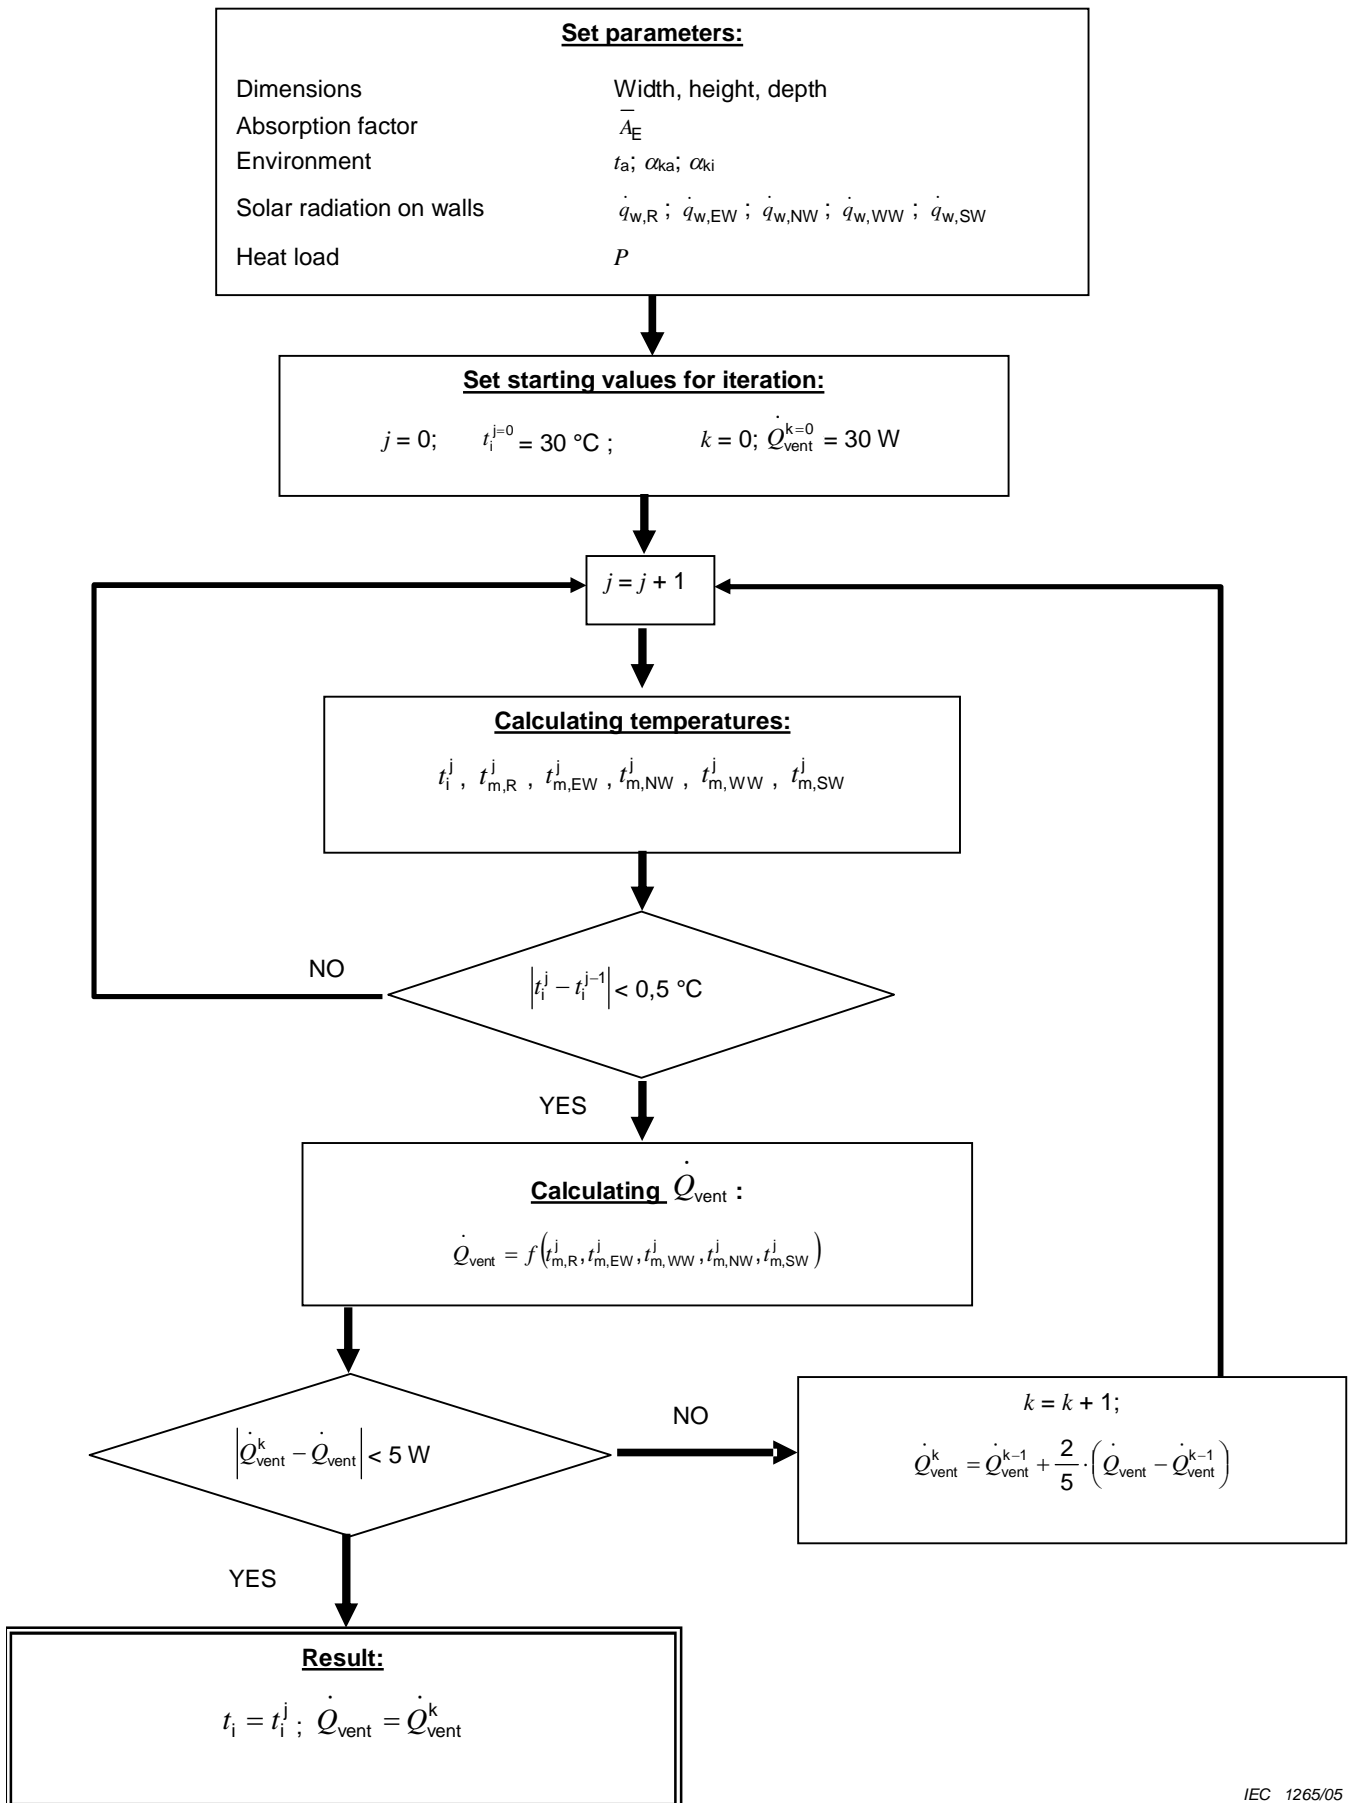 Set parameters:
Dimensions Width, height, depth
Absorption factor A̅E
Environment ta; αka; αki
Solar radiation on walls q̇w,R ; q̇w,EW ; q̇w,NW ; q̇w,WW ; q̇w,SW
Heat load P
Set starting values for iteration:
j = 0; ti^j=0 = 30 °C ; k = 0; Q̇vent^k=0 = 30 W
j = j + 1
Calculating temperatures:
ti^j , tm,R^j , tm,EW^j , tm,NW^j , tm,WW^j , tm,SW^j
NO
|ti^j − ti^j−1| < 0,5 °C
YES
Calculating Q̇vent :
Q̇vent = f(tm,R^j, tm,EW^j, tm,WW^j, tm,NW^j, tm,SW^j)
|Q̇vent^k − Q̇vent| < 5 W
NO
k = k + 1;
Q̇vent^k = Q̇vent^k−1 + 2/5 · (Q̇vent − Q̇vent^k−1)
YES
Result:
ti = ti^j ; Q̇vent = Q̇vent^k
IEC 1265/05